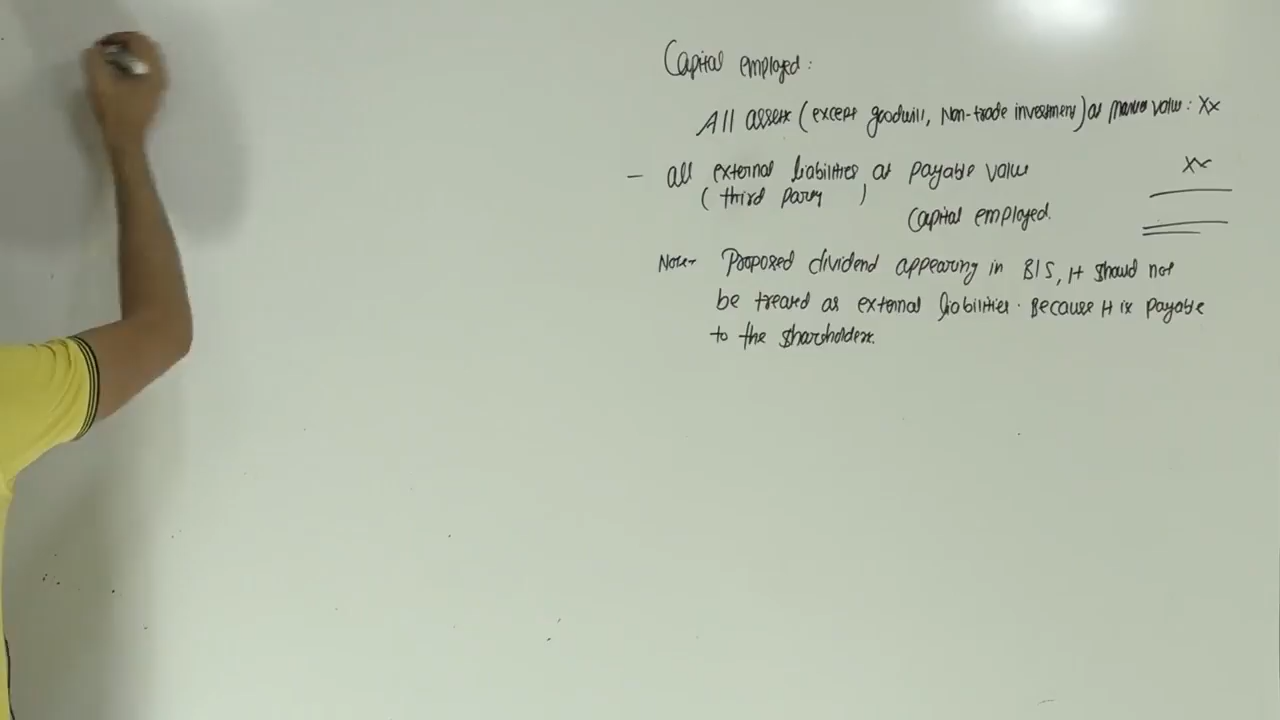 Capital employed :
All assets (except goodwill, Non-trade investment) at market value : XX
- all external liabilities at payable value XX
( third party )
Capital employed.
Note- Proposed dividend appearing in B/S, it should not
be treated as external liabilities. Because it is payable
to the shareholders.